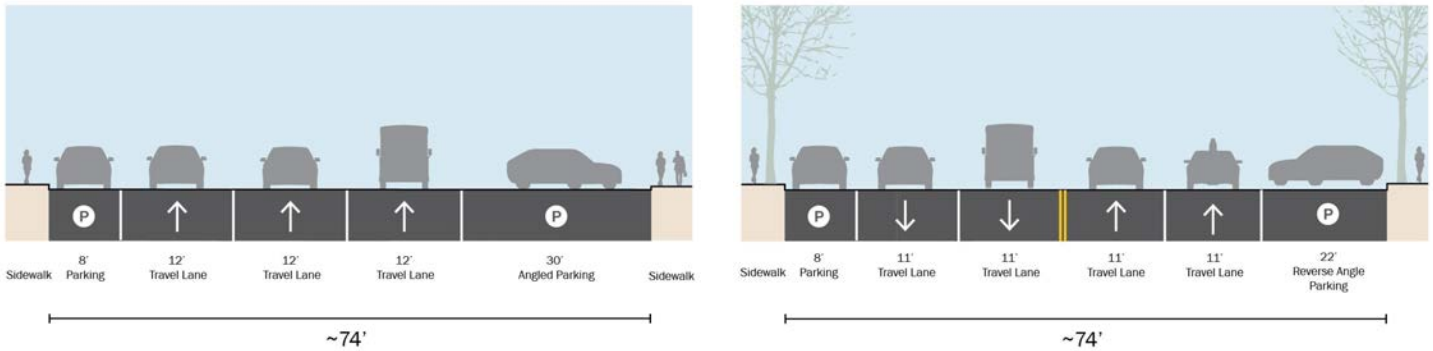 P
P
Sidewalk
8'
Parking
12'
Travel Lane
12'
Travel Lane
12'
Travel Lane
30'
Angled Parking
Sidewalk
~74'
P
P
Sidewalk
8'
Parking
11'
Travel Lane
11'
Travel Lane
11'
Travel Lane
11'
Travel Lane
22'
Reverse Angle
Parking
Sidewalk
~74'